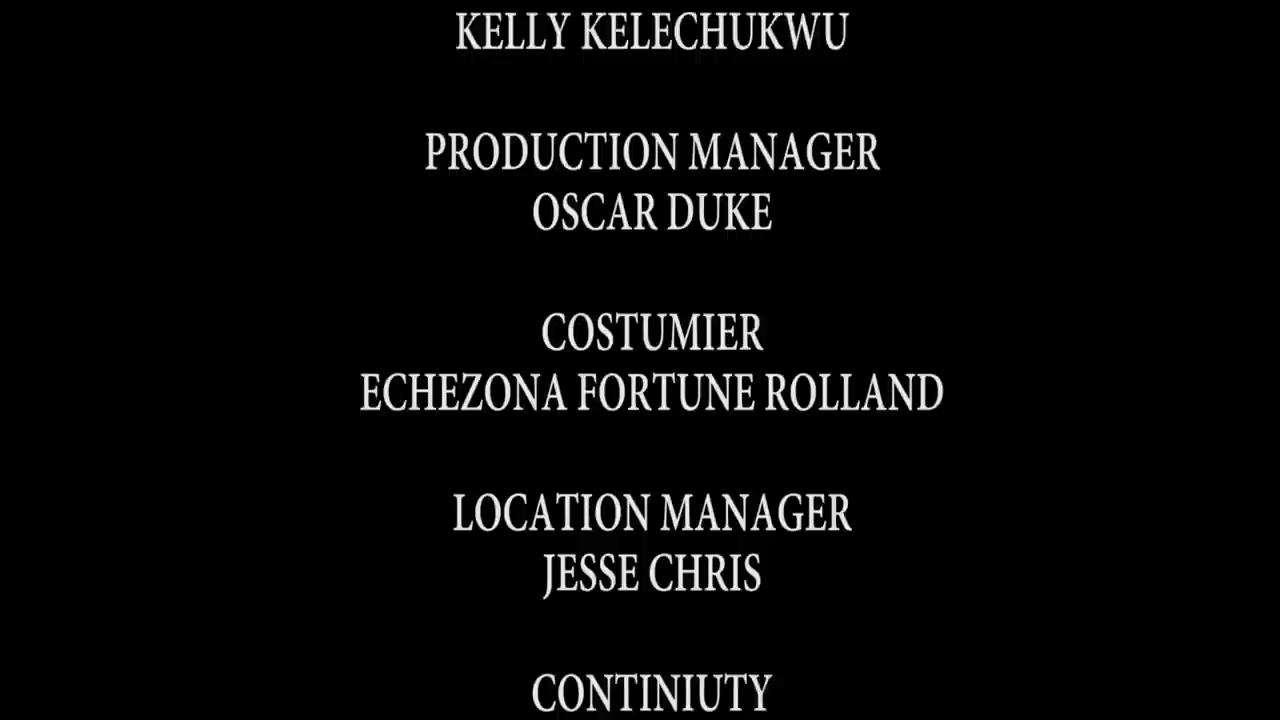 KELLY KELECHUKWU
PRODUCTION MANAGER
OSCAR DUKE
COSTUMIER
ECHEZONA FORTUNE ROLLAND
LOCATION MANAGER
JESSE CHRIS
CONTINIUTY